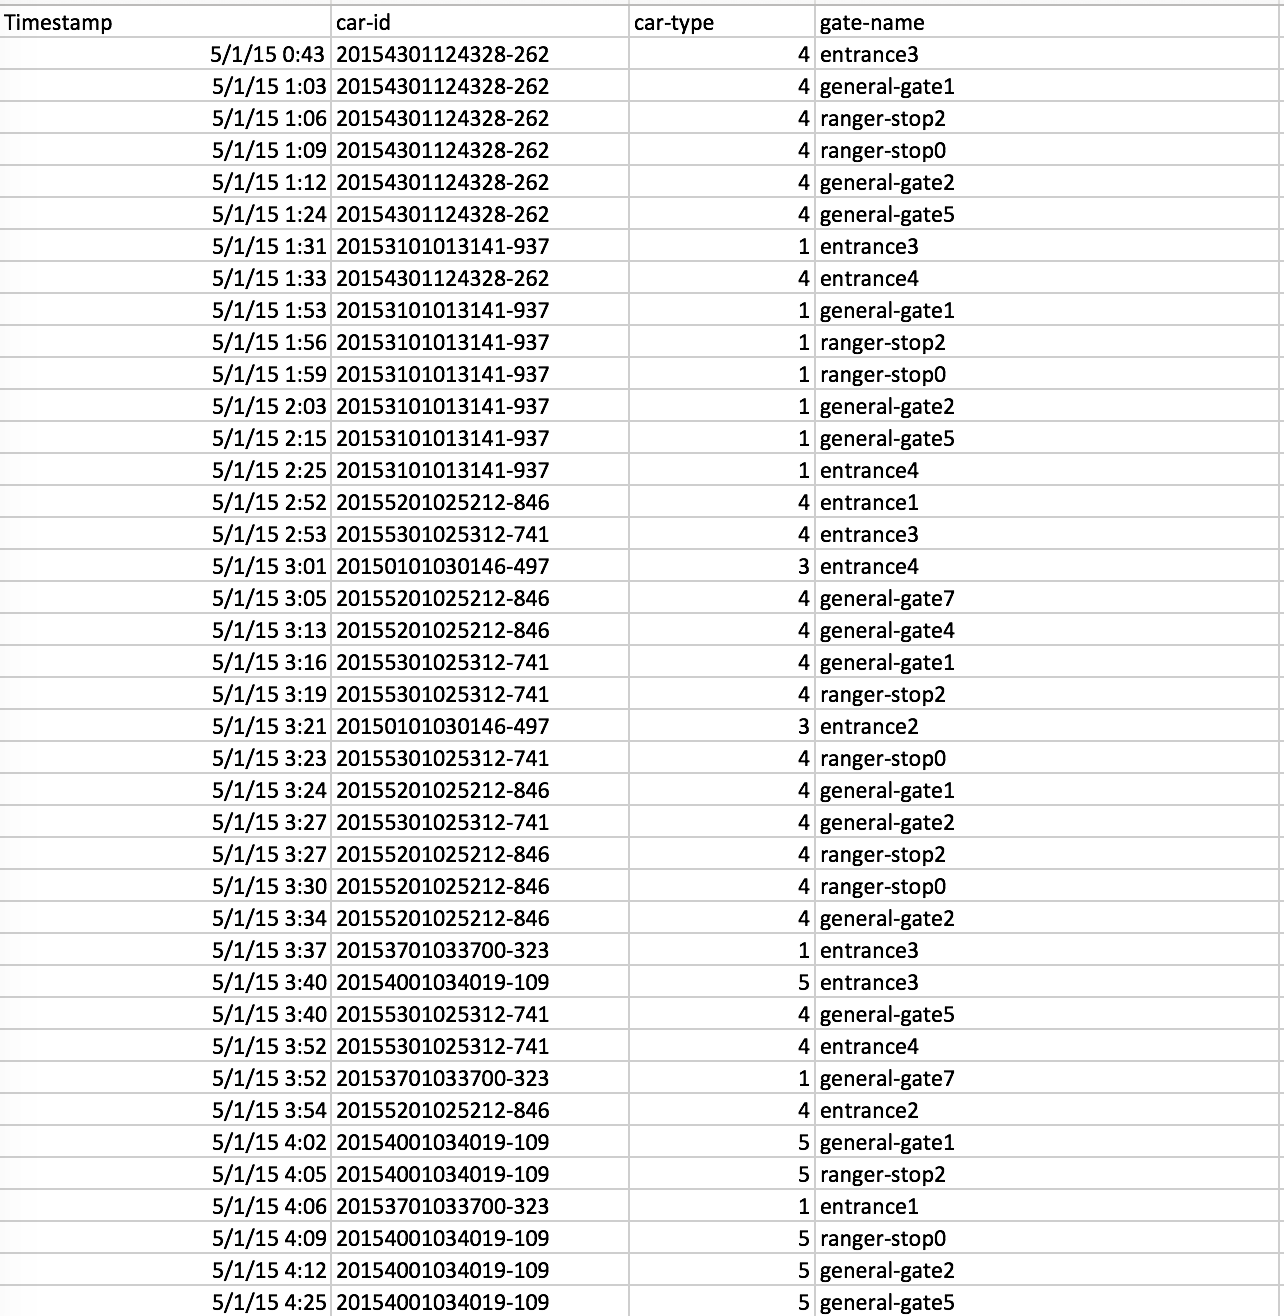 Timestamp car-id car-type gate-name
5/1/15 0:43 20154301124328-262 4 entrance3
5/1/15 1:03 20154301124328-262 4 general-gate1
5/1/15 1:06 20154301124328-262 4 ranger-stop2
5/1/15 1:09 20154301124328-262 4 ranger-stop0
5/1/15 1:12 20154301124328-262 4 general-gate2
5/1/15 1:24 20154301124328-262 4 general-gate5
5/1/15 1:31 20153101013141-937 1 entrance3
5/1/15 1:33 20154301124328-262 4 entrance4
5/1/15 1:53 20153101013141-937 1 general-gate1
5/1/15 1:56 20153101013141-937 1 ranger-stop2
5/1/15 1:59 20153101013141-937 1 ranger-stop0
5/1/15 2:03 20153101013141-937 1 general-gate2
5/1/15 2:15 20153101013141-937 1 general-gate5
5/1/15 2:25 20153101013141-937 1 entrance4
5/1/15 2:52 20155201025212-846 4 entrance1
5/1/15 2:53 20155301025312-741 4 entrance3
5/1/15 3:01 20150101030146-497 3 entrance4
5/1/15 3:05 20155201025212-846 4 general-gate7
5/1/15 3:13 20155201025212-846 4 general-gate4
5/1/15 3:16 20155301025312-741 4 general-gate1
5/1/15 3:19 20155301025312-741 4 ranger-stop2
5/1/15 3:21 20150101030146-497 3 entrance2
5/1/15 3:23 20155301025312-741 4 ranger-stop0
5/1/15 3:24 20155201025212-846 4 general-gate1
5/1/15 3:27 20155301025312-741 4 general-gate2
5/1/15 3:27 20155201025212-846 4 ranger-stop2
5/1/15 3:30 20155201025212-846 4 ranger-stop0
5/1/15 3:34 20155201025212-846 4 general-gate2
5/1/15 3:37 20153701033700-323 1 entrance3
5/1/15 3:40 20154001034019-109 5 entrance3
5/1/15 3:40 20155301025312-741 4 general-gate5
5/1/15 3:52 20155301025312-741 4 entrance4
5/1/15 3:52 20153701033700-323 1 general-gate7
5/1/15 3:54 20155201025212-846 4 entrance2
5/1/15 4:02 20154001034019-109 5 general-gate1
5/1/15 4:05 20154001034019-109 5 ranger-stop2
5/1/15 4:06 20153701033700-323 1 entrance1
5/1/15 4:09 20154001034019-109 5 ranger-stop0
5/1/15 4:12 20154001034019-109 5 general-gate2
5/1/15 4:25 20154001034019-109 5 general-gate5